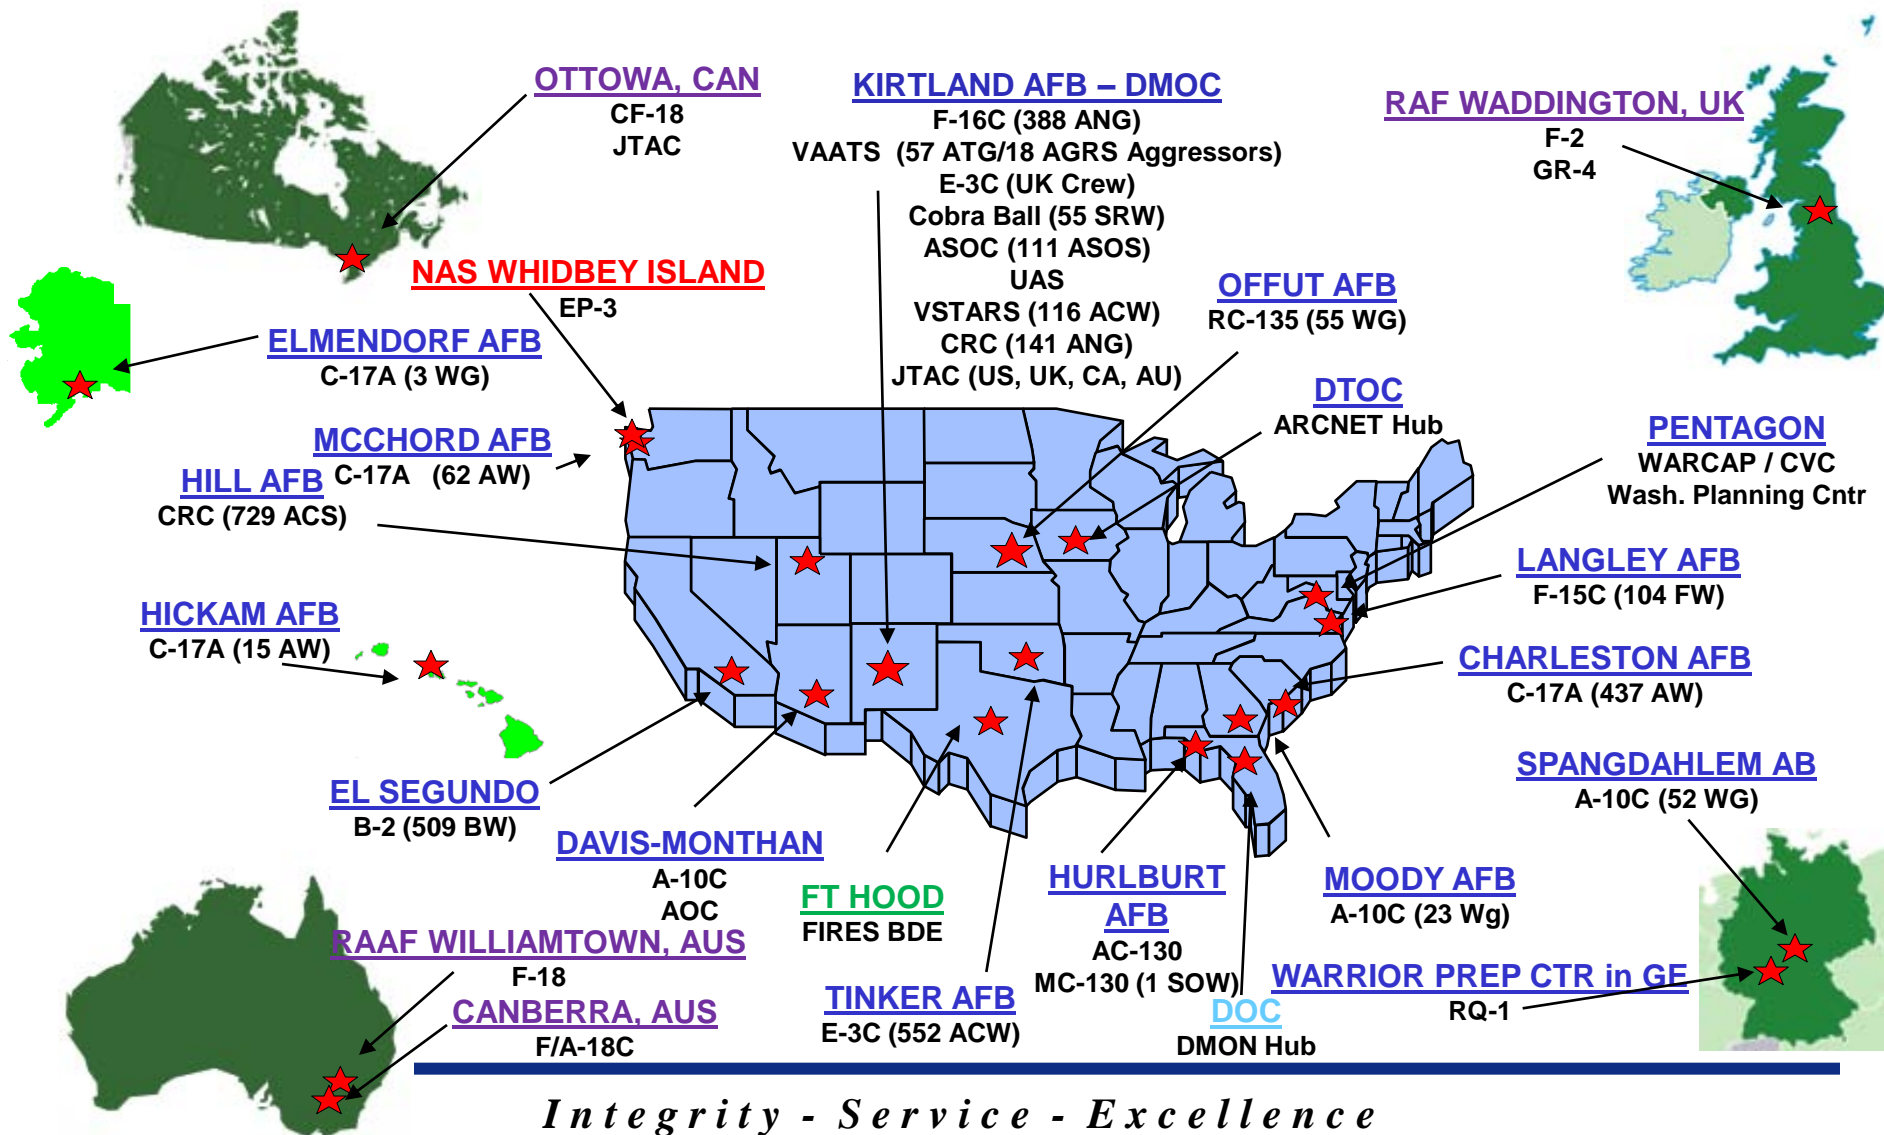 OTTOWA, CAN
CF-18
JTAC
KIRTLAND AFB – DMOC
F-16C (388 ANG)
VAATS (57 ATG/18 AGRS Aggressors)
E-3C (UK Crew)
Cobra Ball (55 SRW)
ASOC (111 ASOS)
UAS
VSTARS (116 ACW)
CRC (141 ANG)
JTAC (US, UK, CA, AU)
RAF WADDINGTON, UK
F-2
GR-4
NAS WHIDBEY ISLAND
EP-3
OFFUT AFB
RC-135 (55 WG)
ELMENDORF AFB
C-17A (3 WG)
DTOC
ARCNET Hub
MCCHORD AFB
C-17A (62 AW)
PENTAGON
WARCAP / CVC
Wash. Planning Cntr
HILL AFB
CRC (729 ACS)
LANGLEY AFB
F-15C (104 FW)
HICKAM AFB
C-17A (15 AW)
CHARLESTON AFB
C-17A (437 AW)
EL SEGUNDO
B-2 (509 BW)
SPANGDAHLEM AB
A-10C (52 WG)
DAVIS-MONTHAN
A-10C
AOC
FT HOOD
FIRES BDE
HURLBURT
AFB
AC-130
MC-130 (1 SOW)
MOODY AFB
A-10C (23 Wg)
RAAF WILLIAMTOWN, AUS
F-18
CANBERRA, AUS
F/A-18C
TINKER AFB
E-3C (552 ACW)
DOC
DMON Hub
WARRIOR PREP CTR in GE
RQ-1
Integrity - Service - Excellence